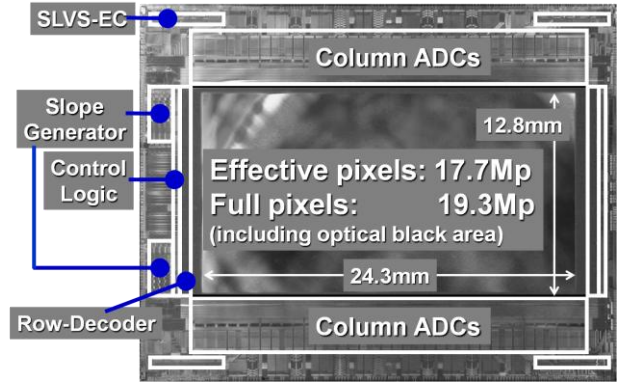 SLVS-EC
Column ADCs
Slope
Generator
12.8mm
Control
Logic
Effective pixels: 17.7Mp
Full pixels: 19.3Mp
(including optical black area)
24.3mm
Row-Decoder
Column ADCs